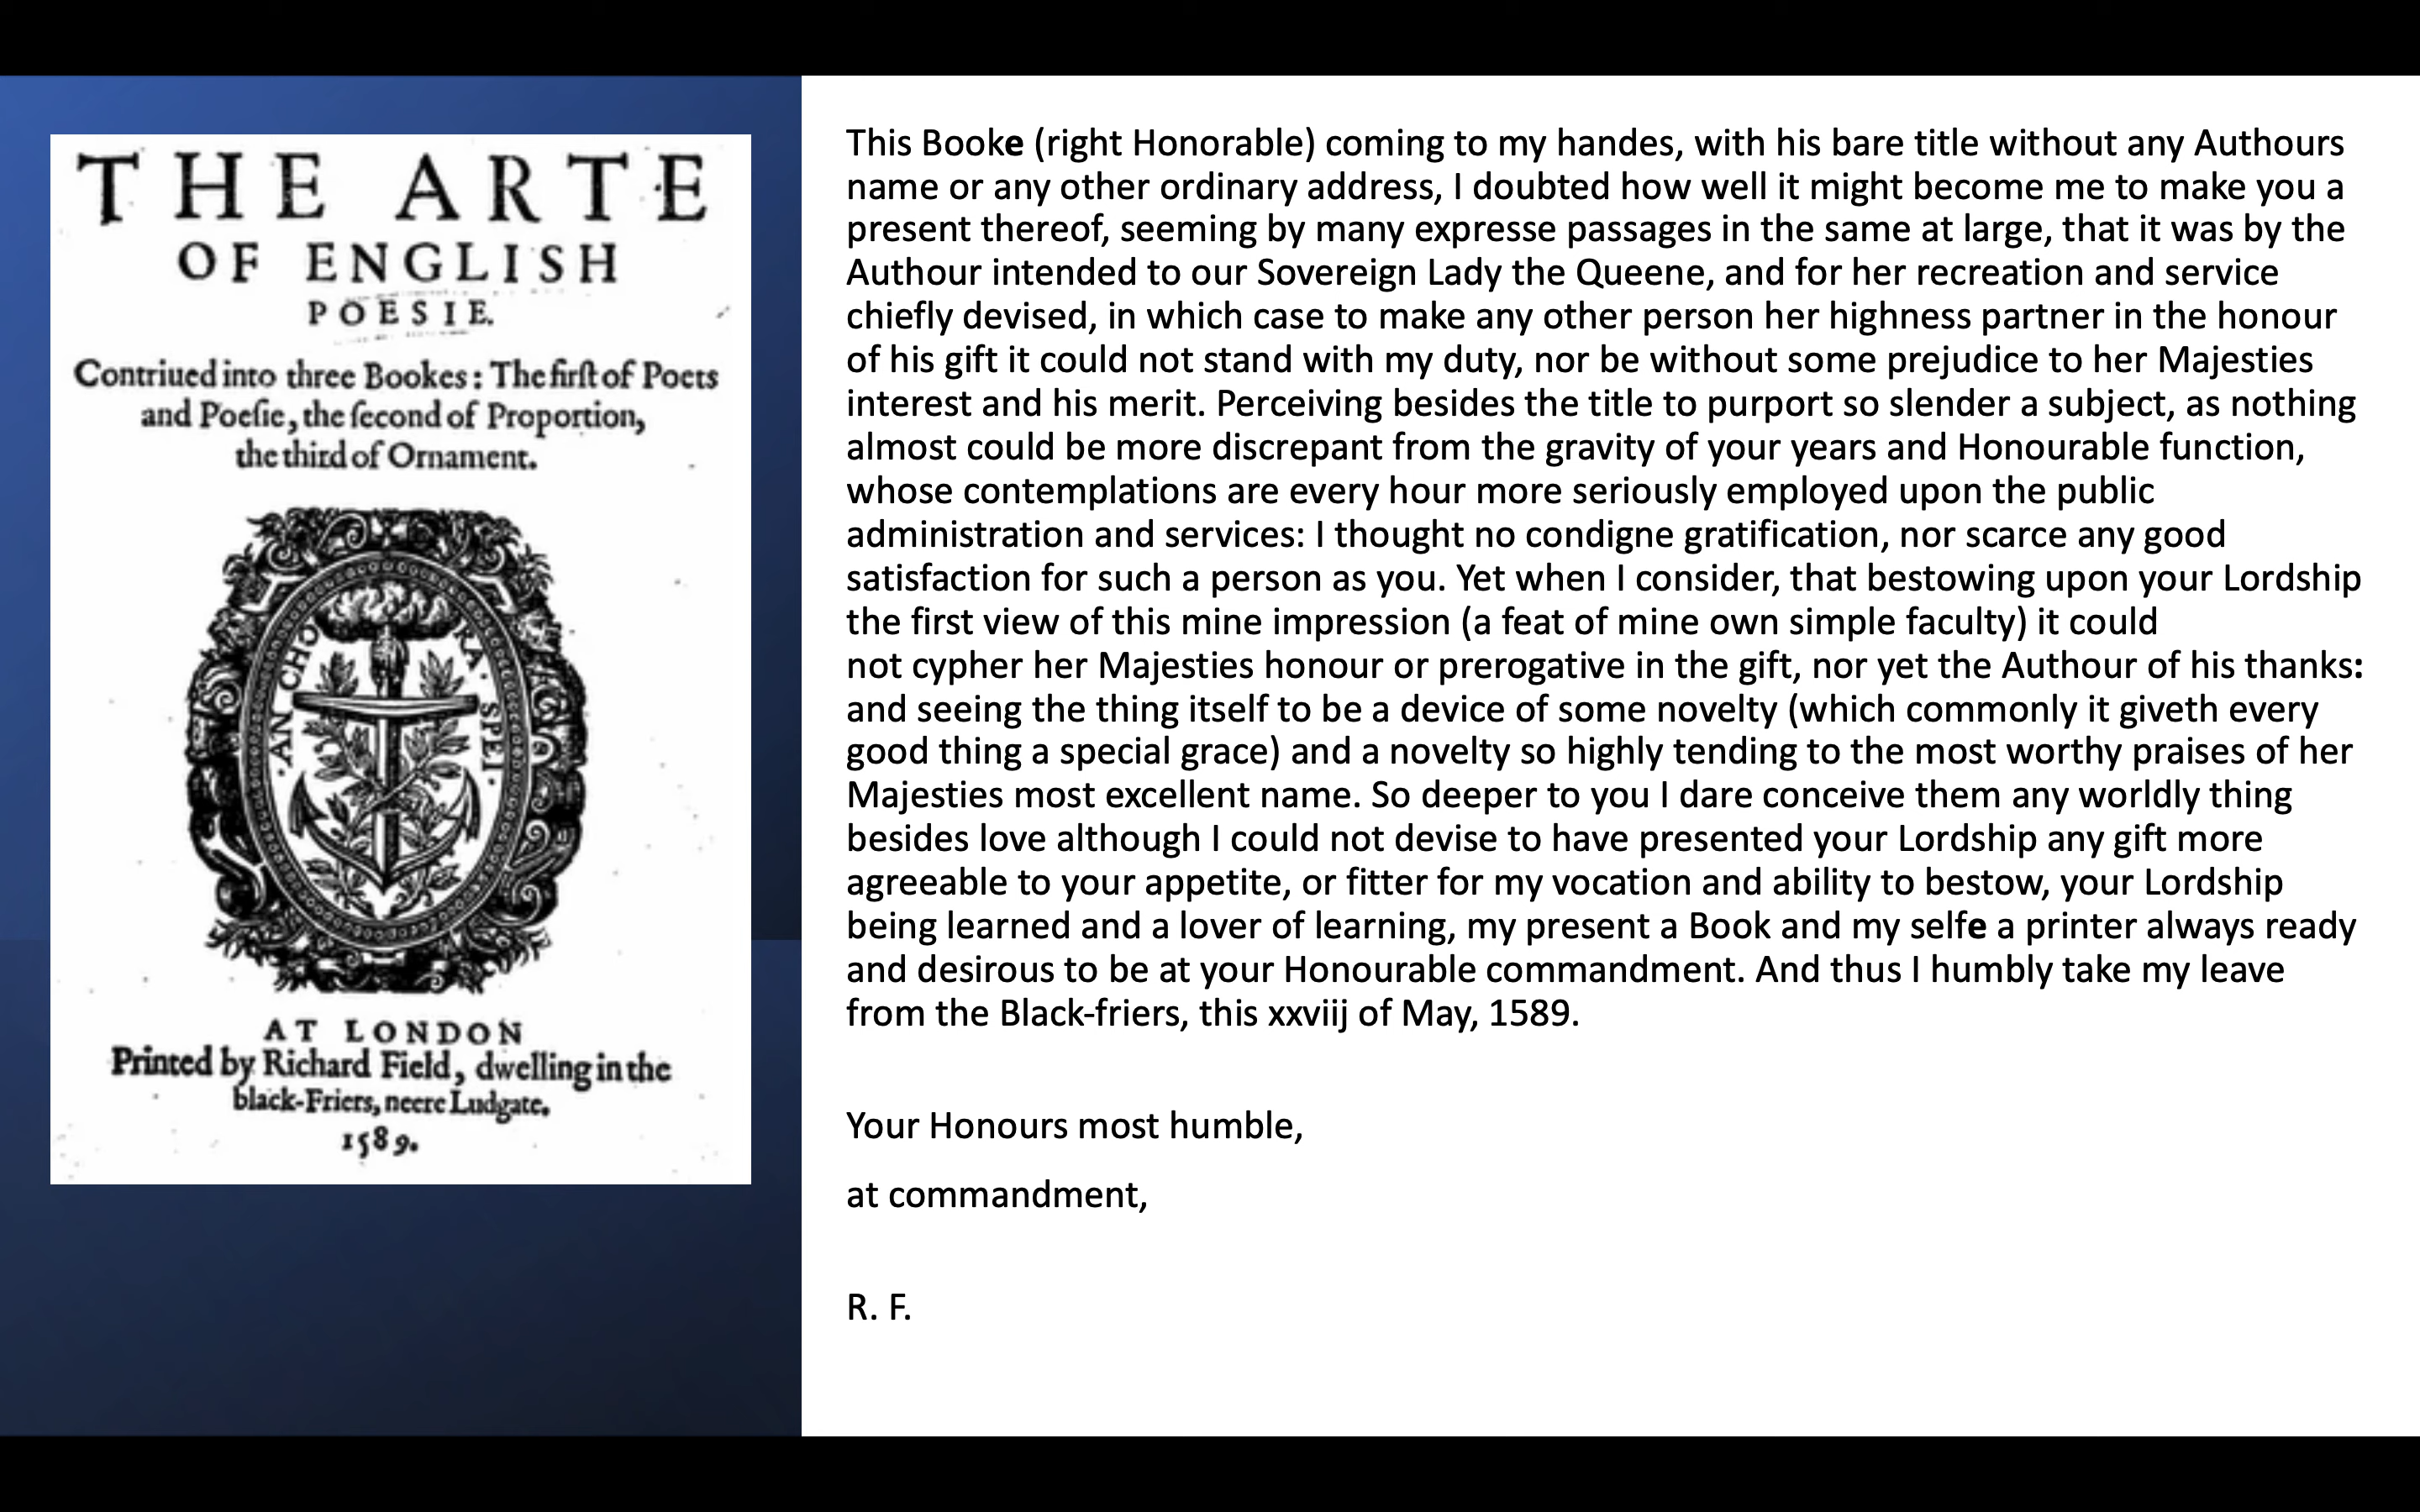 THE ARTE
OF ENGLISH
POESIE.
Contriued into three Bookes: The first of Poets
and Poesie, the second of Proportion,
the third of Ornament.
·ANCHORA· SPEI·
AT LONDON
Printed by Richard Field, dwelling in the
black-Friers, neere Ludgate.
1589.
This Booke (right Honorable) coming to my handes, with his bare title without any Authours
name or any other ordinary address, I doubted how well it might become me to make you a
present thereof, seeming by many expresse passages in the same at large, that it was by the
Authour intended to our Sovereign Lady the Queene, and for her recreation and service
chiefly devised, in which case to make any other person her highness partner in the honour
of his gift it could not stand with my duty, nor be without some prejudice to her Majesties
interest and his merit. Perceiving besides the title to purport so slender a subject, as nothing
almost could be more discrepant from the gravity of your years and Honourable function,
whose contemplations are every hour more seriously employed upon the public
administration and services: I thought no condigne gratification, nor scarce any good
satisfaction for such a person as you. Yet when I consider, that bestowing upon your Lordship
the first view of this mine impression (a feat of mine own simple faculty) it could
not cypher her Majesties honour or prerogative in the gift, nor yet the Authour of his thanks:
and seeing the thing itself to be a device of some novelty (which commonly it giveth every
good thing a special grace) and a novelty so highly tending to the most worthy praises of her
Majesties most excellent name. So deeper to you I dare conceive them any worldly thing
besides love although I could not devise to have presented your Lordship any gift more
agreeable to your appetite, or fitter for my vocation and ability to bestow, your Lordship
being learned and a lover of learning, my present a Book and my selfe a printer always ready
and desirous to be at your Honourable commandment. And thus I humbly take my leave
from the Black-friers, this xxviij of May, 1589.
Your Honours most humble,
at commandment,
R. F.